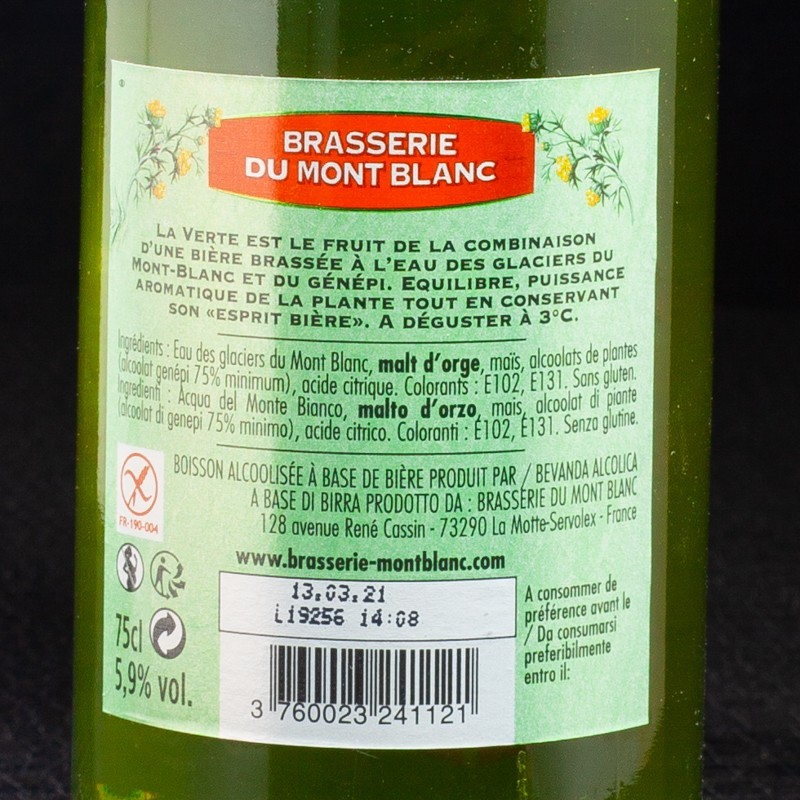 BRASSERIE
DU MONT BLANC
LA VERTE EST LE FRUIT DE LA COMBINAISON
D'UNE BIÈRE BRASSÉE À L'EAU DES GLACIERS DU
MONT-BLANC ET DU GÉNÉPI. EQUILIBRE, PUISSANCE
AROMATIQUE DE LA PLANTE TOUT EN CONSERVANT
SON «ESPRIT BIÈRE». A DÉGUSTER À 3°C.
Ingrédients : Eau des glaciers du Mont Blanc, malt d'orge, maïs, alcoolats de plantes
(alcoolat genépi 75% minimum), acide citrique. Colorants : E102, E131. Sans gluten.
Ingredienti : Acqua del Monte Bianco, malto d'orzo, mais, alcoolat di piante
(alcoolat di genepi 75% minimo), acide citrico. Coloranti : E102, E131. Senza glutine.
FR-190-004
BOISSON ALCOOLISÉE À BASE DE BIÈRE PRODUIT PAR / BEVANDA ALCOLICA
A BASE DI BIRRA PRODOTTO DA : BRASSERIE DU MONT BLANC
128 avenue René Cassin - 73290 La Motte-Servolex - France
www.brasserie-montblanc.com
13.03.21
L19256 14:08
A consommer de
préférence avant le
/ Da consumarsi
preferibilmente
entro il:
75cl
5,9% vol.
3 760023 241121